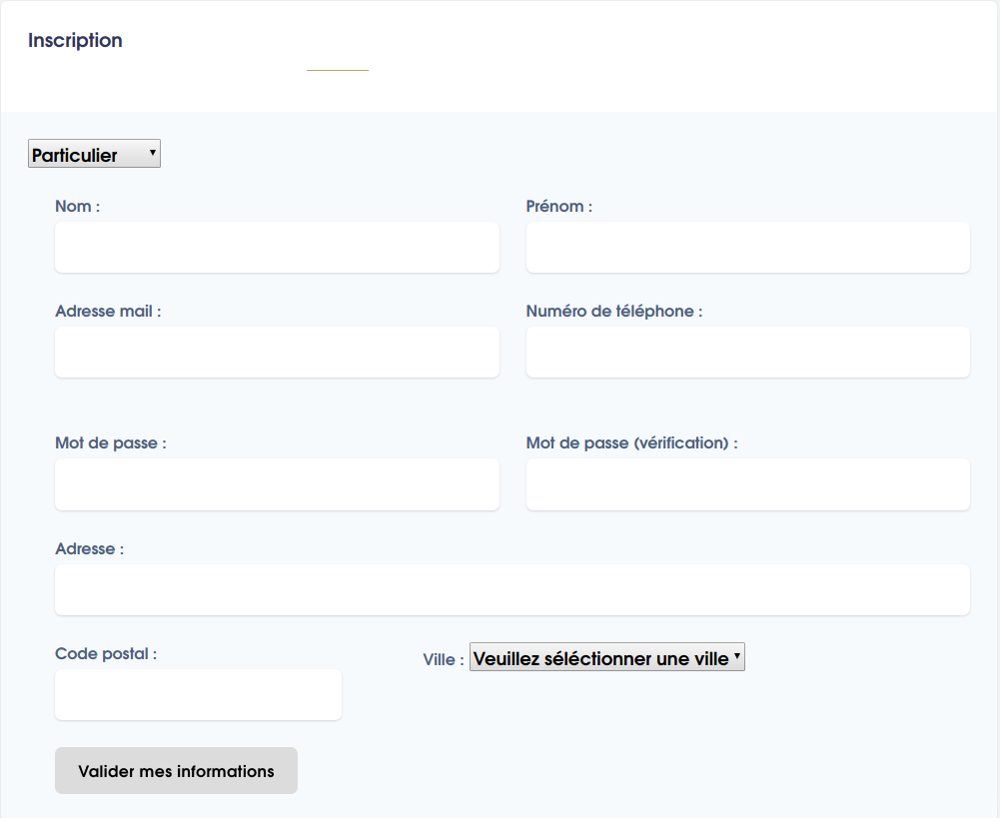 Inscription
Particulier
Nom :
Prénom :
Adresse mail :
Numéro de téléphone :
Mot de passe :
Mot de passe (vérification) :
Adresse :
Code postal :
Ville : Veuillez séléctionner une ville
Valider mes informations